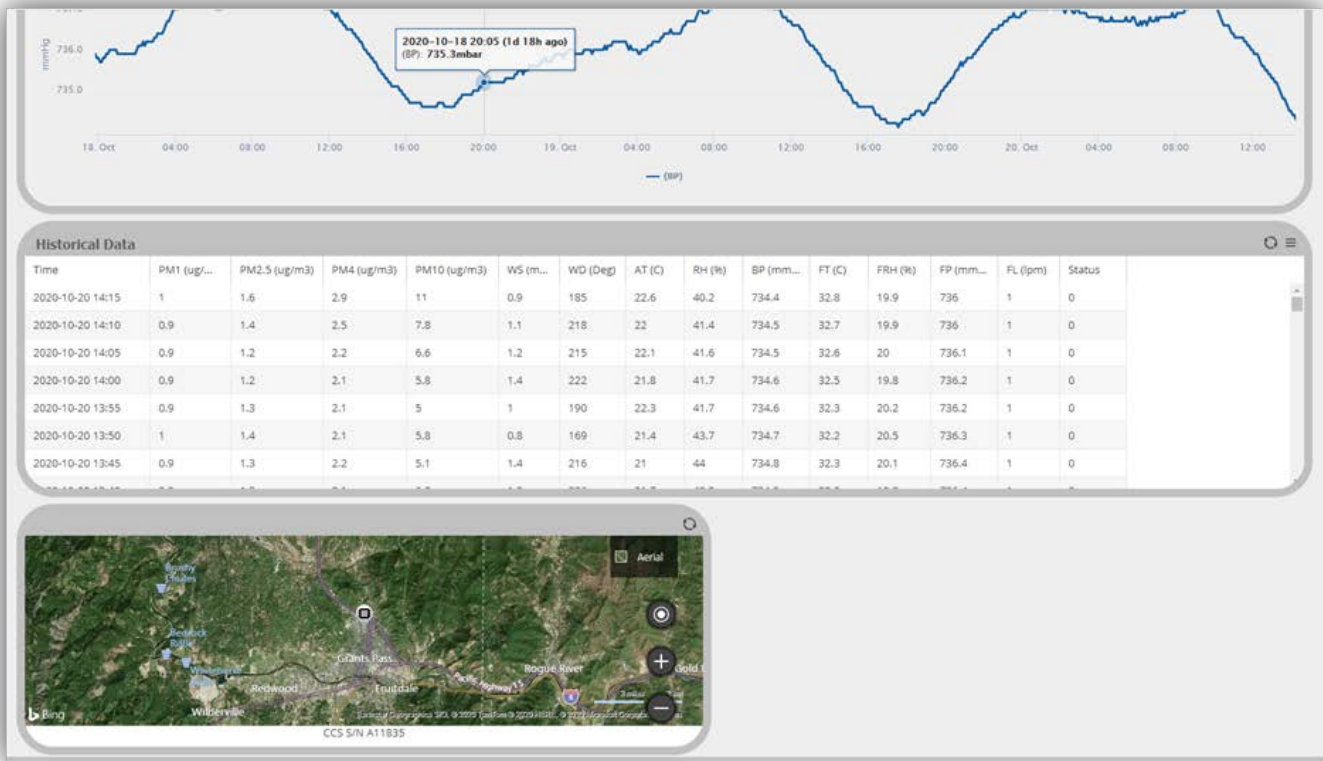 mmHg
736.0
735.0
2020-10-18 20:05 (1d 18h ago)
(BP): 735.3mbar
18. Oct 04:00 08:00 12:00 16:00 20:00 19. Oct 04:00 08:00 12:00 16:00 20:00 20. Oct 04:00 08:00 12:00
(BP)
Historical Data
Time PM1 (ug/... PM2.5 (ug/m3) PM4 (ug/m3) PM10 (ug/m3) WS (m... WD (Deg) AT (C) RH (%) BP (mm... FT (C) FRH (%) FP (mm... FL (lpm) Status
2020-10-20 14:15 1 1.6 2.9 11 0.9 185 22.6 40.2 734.4 32.8 19.9 736 1 0
2020-10-20 14:10 0.9 1.4 2.5 7.8 1.1 218 22 41.4 734.5 32.7 19.9 736 1 0
2020-10-20 14:05 0.9 1.2 2.2 6.6 1.2 215 22.1 41.6 734.5 32.6 20 736.1 1 0
2020-10-20 14:00 0.9 1.2 2.1 5.8 1.4 222 21.8 41.7 734.6 32.5 19.8 736.2 1 0
2020-10-20 13:55 0.9 1.3 2.1 5 1 190 22.3 41.7 734.6 32.3 20.2 736.2 1 0
2020-10-20 13:50 1 1.4 2.1 5.8 0.8 169 21.4 43.7 734.7 32.2 20.5 736.3 1 0
2020-10-20 13:45 0.9 1.3 2.2 5.1 1.4 216 21 44 734.8 32.3 20.1 736.4 1 0
Aerial
Brushy
Chutes
Grants Pass
Rogue River
Gold
Redwood
Fruitdale
Pacific Highway
Wilderville
Bing
CCS S/N A11835